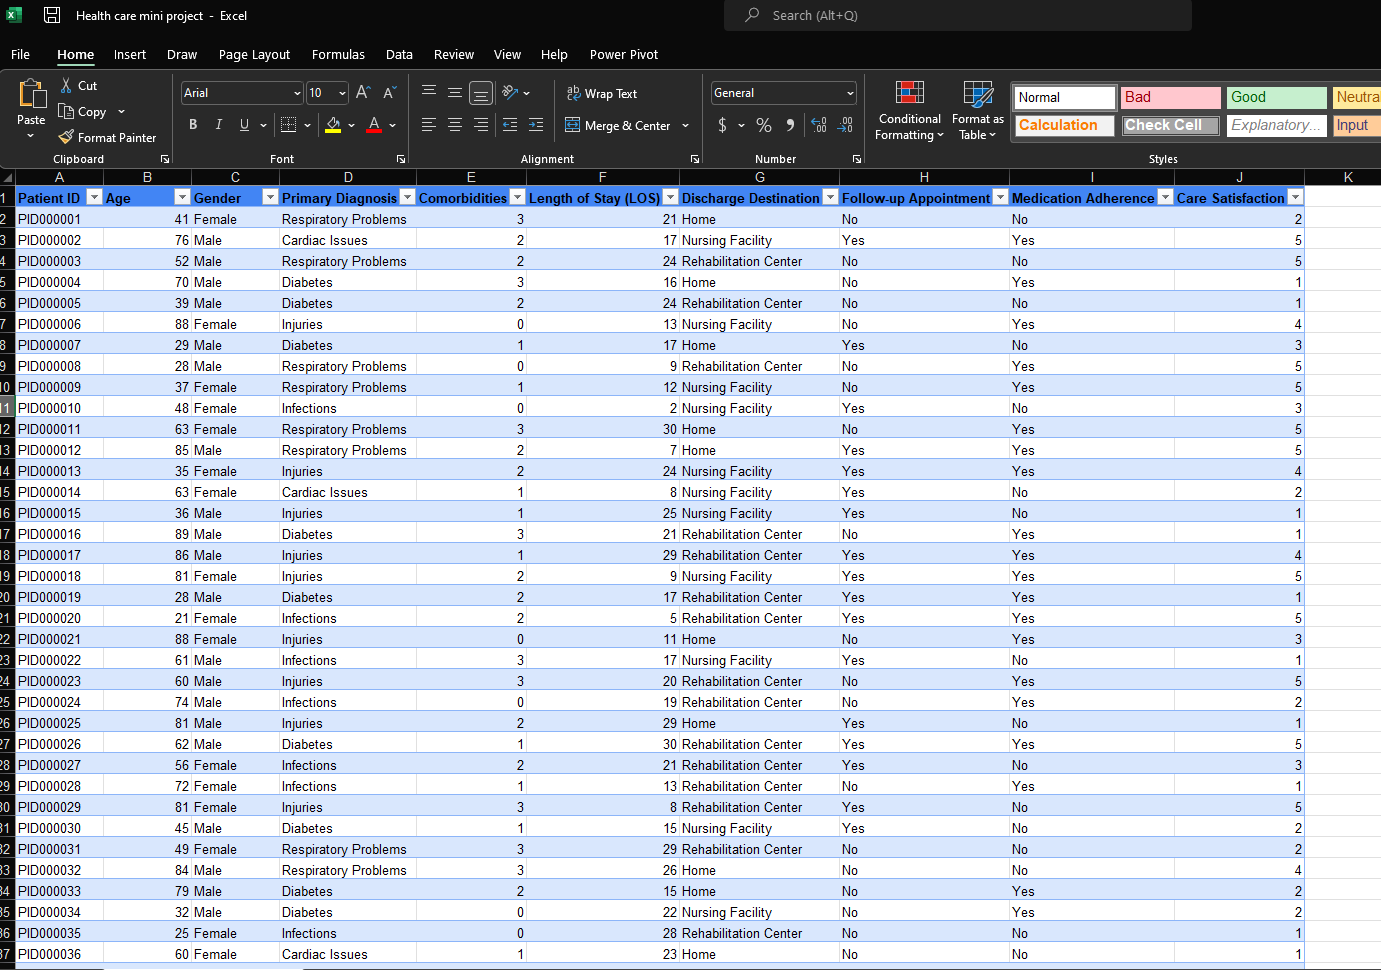 Health care mini project - Excel
Search (Alt+Q)
File Home Insert Draw Page Layout Formulas Data Review View Help Power Pivot
Paste
Cut
Copy
Format Painter
Clipboard
Arial 10 A A
B I U A
Font
ab Wrap Text
Merge & Center
Alignment
General
$ % 9 .00 .00
Number
Conditional Formatting
Format as Table
Normal Bad Good Neutral
Calculation Check Cell Explanatory... Input
Styles
A B C D E F G H I J K
1 Patient ID Age Gender Primary Diagnosis Comorbidities Length of Stay (LOS) Discharge Destination Follow-up Appointment Medication Adherence Care Satisfaction
2 PID000001 41 Female Respiratory Problems 3 21 Home No No 2
3 PID000002 76 Male Cardiac Issues 2 17 Nursing Facility Yes Yes 5
4 PID000003 52 Male Respiratory Problems 2 24 Rehabilitation Center No No 5
5 PID000004 70 Male Diabetes 3 16 Home No Yes 1
6 PID000005 39 Male Diabetes 2 24 Rehabilitation Center No No 1
7 PID000006 88 Female Injuries 0 13 Nursing Facility No Yes 4
8 PID000007 29 Male Diabetes 1 17 Home Yes No 3
9 PID000008 28 Male Respiratory Problems 0 9 Rehabilitation Center No Yes 5
10 PID000009 37 Female Respiratory Problems 1 12 Nursing Facility No Yes 5
11 PID000010 48 Female Infections 0 2 Nursing Facility Yes No 3
12 PID000011 63 Female Respiratory Problems 3 30 Home No Yes 5
13 PID000012 85 Male Respiratory Problems 2 7 Home Yes Yes 5
14 PID000013 35 Female Injuries 2 24 Nursing Facility Yes Yes 4
15 PID000014 63 Female Cardiac Issues 1 8 Nursing Facility Yes No 2
16 PID000015 36 Male Injuries 1 25 Nursing Facility Yes No 1
17 PID000016 89 Male Diabetes 3 21 Rehabilitation Center No Yes 1
18 PID000017 86 Male Injuries 1 29 Rehabilitation Center Yes Yes 4
19 PID000018 81 Female Injuries 2 9 Nursing Facility Yes Yes 5
20 PID000019 28 Male Diabetes 2 17 Rehabilitation Center Yes Yes 1
21 PID000020 21 Female Infections 2 5 Rehabilitation Center Yes Yes 5
22 PID000021 88 Female Injuries 0 11 Home No Yes 3
23 PID000022 61 Male Infections 3 17 Nursing Facility Yes No 1
24 PID000023 60 Male Injuries 3 20 Rehabilitation Center No Yes 5
25 PID000024 74 Male Infections 0 19 Rehabilitation Center No Yes 2
26 PID000025 81 Male Injuries 2 29 Home Yes No 1
27 PID000026 62 Male Diabetes 1 30 Rehabilitation Center Yes Yes 5
28 PID000027 56 Female Infections 2 21 Rehabilitation Center Yes No 3
29 PID000028 72 Female Infections 1 13 Rehabilitation Center No Yes 1
30 PID000029 81 Female Injuries 3 8 Rehabilitation Center Yes No 5
31 PID000030 45 Male Diabetes 1 15 Nursing Facility Yes No 2
32 PID000031 49 Female Respiratory Problems 3 29 Rehabilitation Center No No 2
33 PID000032 84 Male Respiratory Problems 3 26 Home No No 4
34 PID000033 79 Male Diabetes 2 15 Home No Yes 2
35 PID000034 32 Male Diabetes 0 22 Nursing Facility No Yes 2
36 PID000035 25 Female Infections 0 28 Rehabilitation Center No No 1
37 PID000036 60 Female Cardiac Issues 1 23 Home No No 1